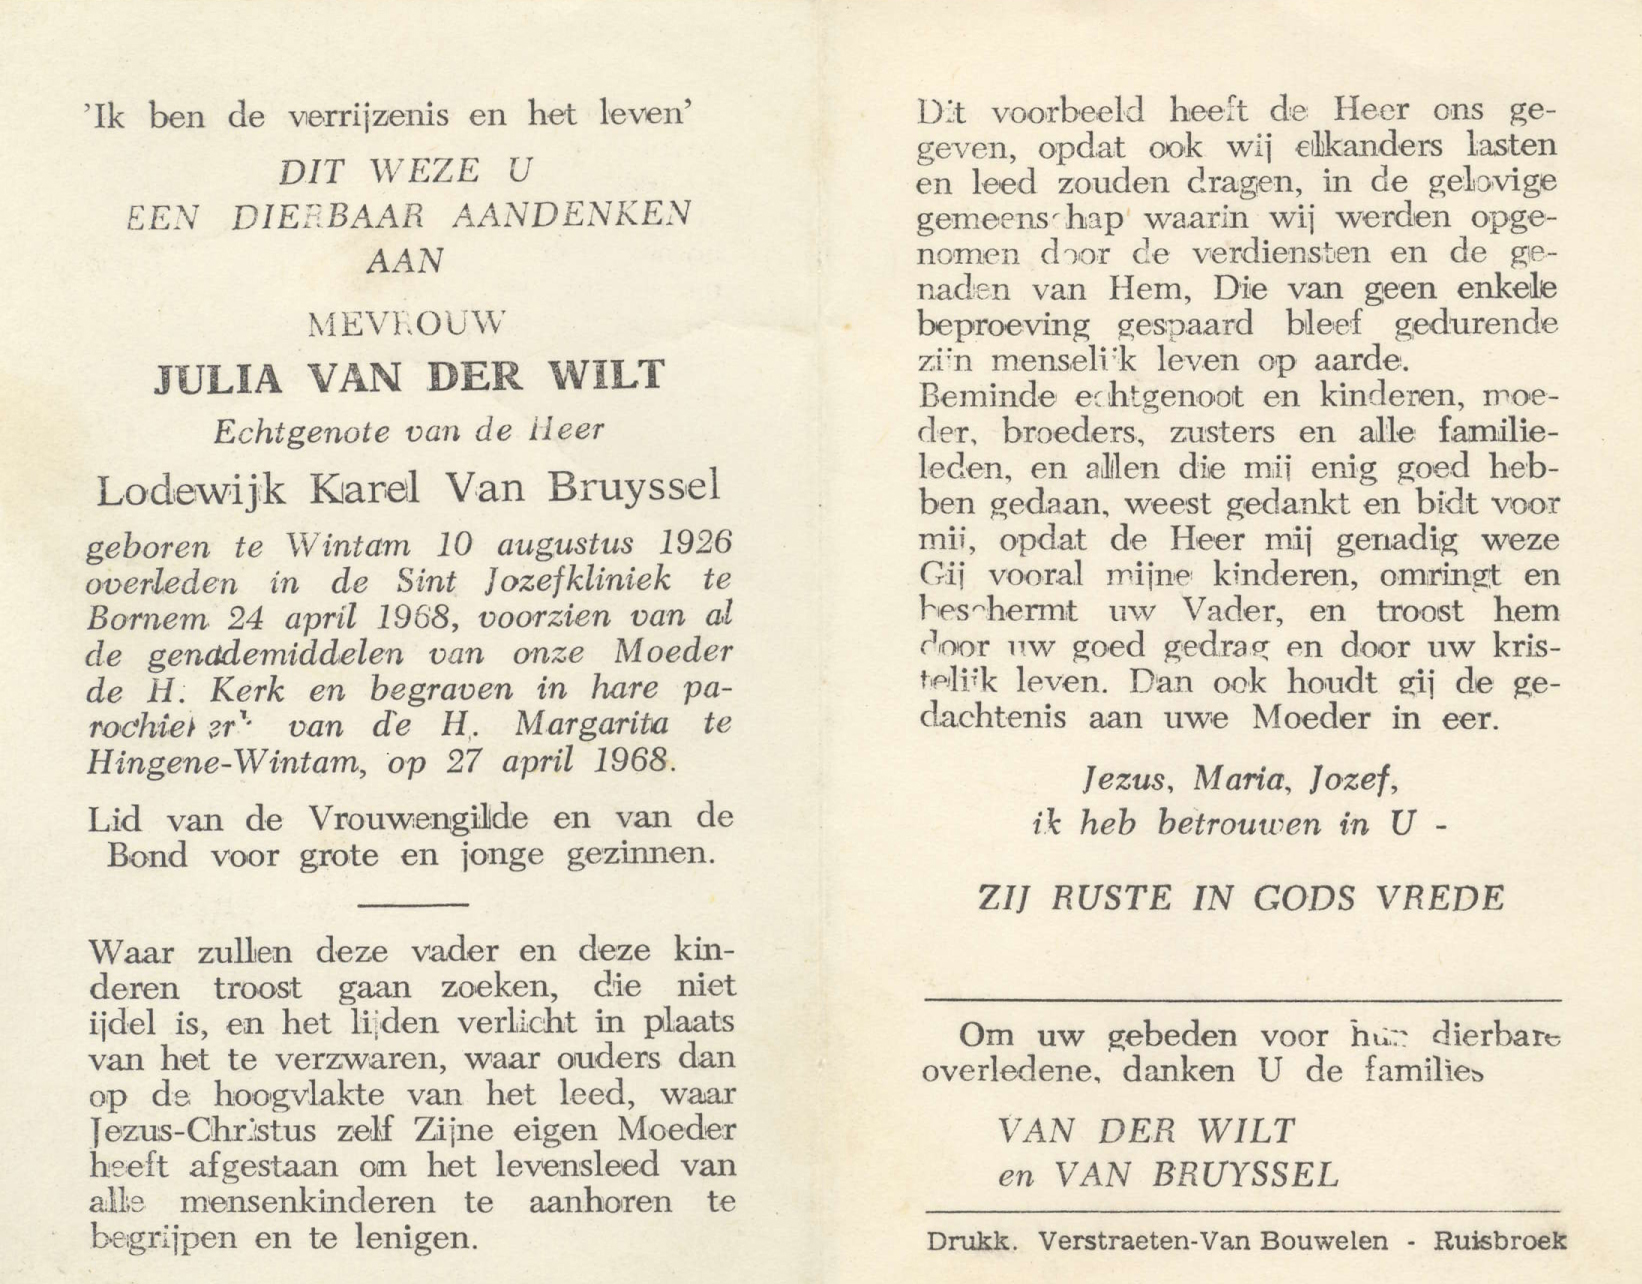 'Ik ben de verrijzenis en het leven'
DIT WEZE U
EEN DIERBAAR AANDENKEN
AAN
MEVROUW
JULIA VAN DER WILT
Echtgenote van de Heer
Lodewijk Karel Van Bruyssel
geboren te Wintam 10 augustus 1926
overleden in de Sint Jozefkliniek te
Bornem 24 april 1968, voorzien van al
de genademiddelen van onze Moeder
de H. Kerk en begraven in hare pa-
rochiekerk van de H. Margarita te
Hingene-Wintam, op 27 april 1968.
Lid van de Vrouwengilde en van de
Bond voor grote en jonge gezinnen.
Waar zullen deze vader en deze kin-
deren troost gaan zoeken, die niet
ijdel is, en het lijden verlicht in plaats
van het te verzwaren, waar ouders dan
op de hoogvlakte van het leed, waar
Jezus-Christus zelf Zijne eigen Moeder
heeft afgestaan om het levensleed van
alle mensenkinderen te aanhoren te
begrijpen en te lenigen.
Dit voorbeeld heeft de Heer ons ge-
geven, opdat ook wij elkanders lasten
en leed zouden dragen, in de gelovige
gemeenschap waarin wij werden opge-
nomen door de verdiensten en de ge-
naden van Hem, Die van geen enkele
beproeving gespaard bleef gedurende
zijn menselijk leven op aarde.
Beminde echtgenoot en kinderen, moe-
der, broeders, zusters en alle familie-
leden, en allen die mij enig goed heb-
ben gedaan, weest gedankt en bidt voor
mij, opdat de Heer mij genadig weze
Gij vooral mijne kinderen, omringt en
beschermt uw Vader, en troost hem
door uw goed gedrag en door uw kris-
telijk leven. Dan ook houdt gij de ge-
dachtenis aan uwe Moeder in eer.
Jezus, Maria, Jozef,
ik heb betrouwen in U -
ZIJ RUSTE IN GODS VREDE
Om uw gebeden voor hun dierbare
overledene, danken U de families
VAN DER WILT
en VAN BRUYSSEL
Drukk. Verstraeten-Van Bouwelen - Ruisbroek